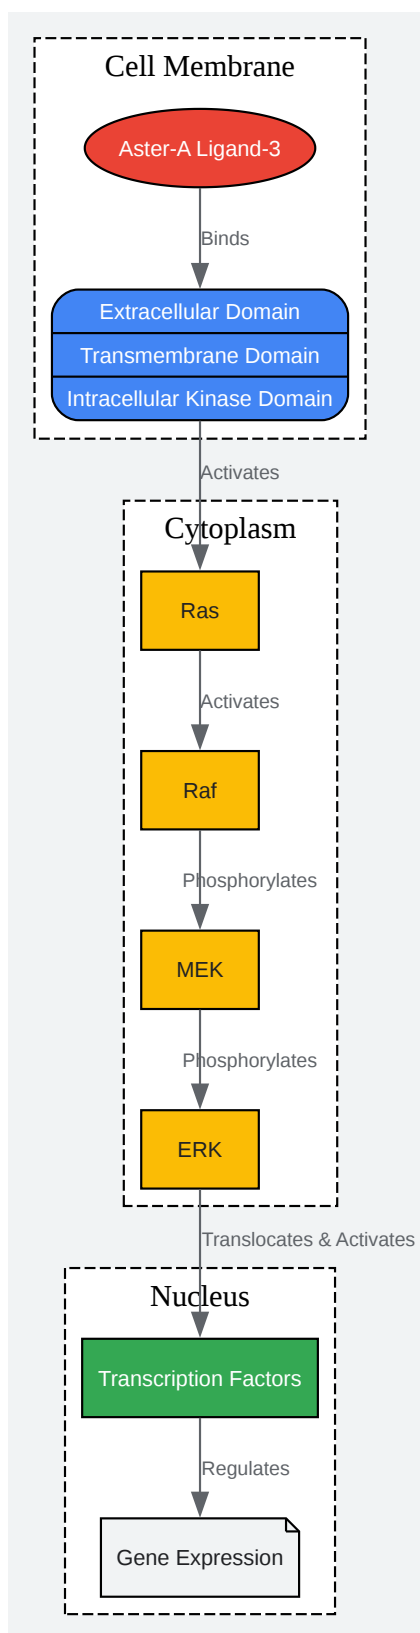 Cell Membrane
Aster-A Ligand-3
Binds
Extracellular Domain
Transmembrane Domain
Intracellular Kinase Domain
Activates
Cytoplasm
Ras
Activates
Raf
Phosphorylates
MEK
Phosphorylates
ERK
Translocates & Activates
Nucleus
Transcription Factors
Regulates
Gene Expression